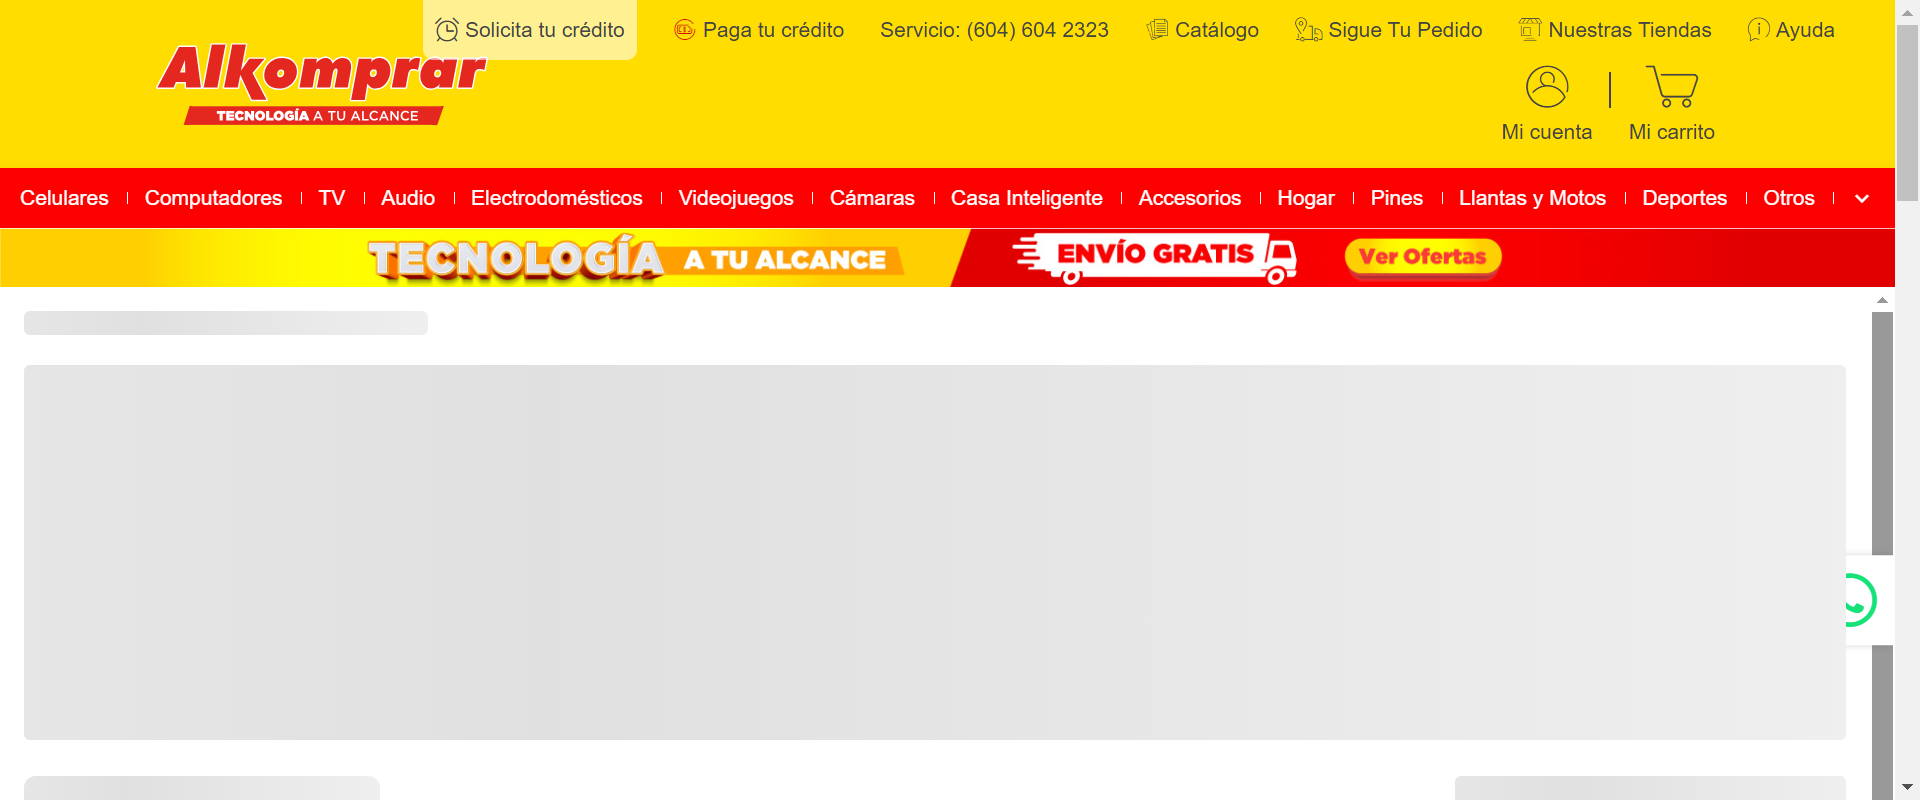 Solicita tu crédito
Paga tu crédito
Servicio: (604) 604 2323
Catálogo
Sigue Tu Pedido
Nuestras Tiendas
Ayuda
Alkomprar
TECNOLOGÍA A TU ALCANCE
Mi cuenta
Mi carrito
Celulares
Computadores
TV
Audio
Electrodomésticos
Videojuegos
Cámaras
Casa Inteligente
Accesorios
Hogar
Pines
Llantas y Motos
Deportes
Otros
TECNOLOGÍA A TU ALCANCE
ENVÍO GRATIS
Ver Ofertas